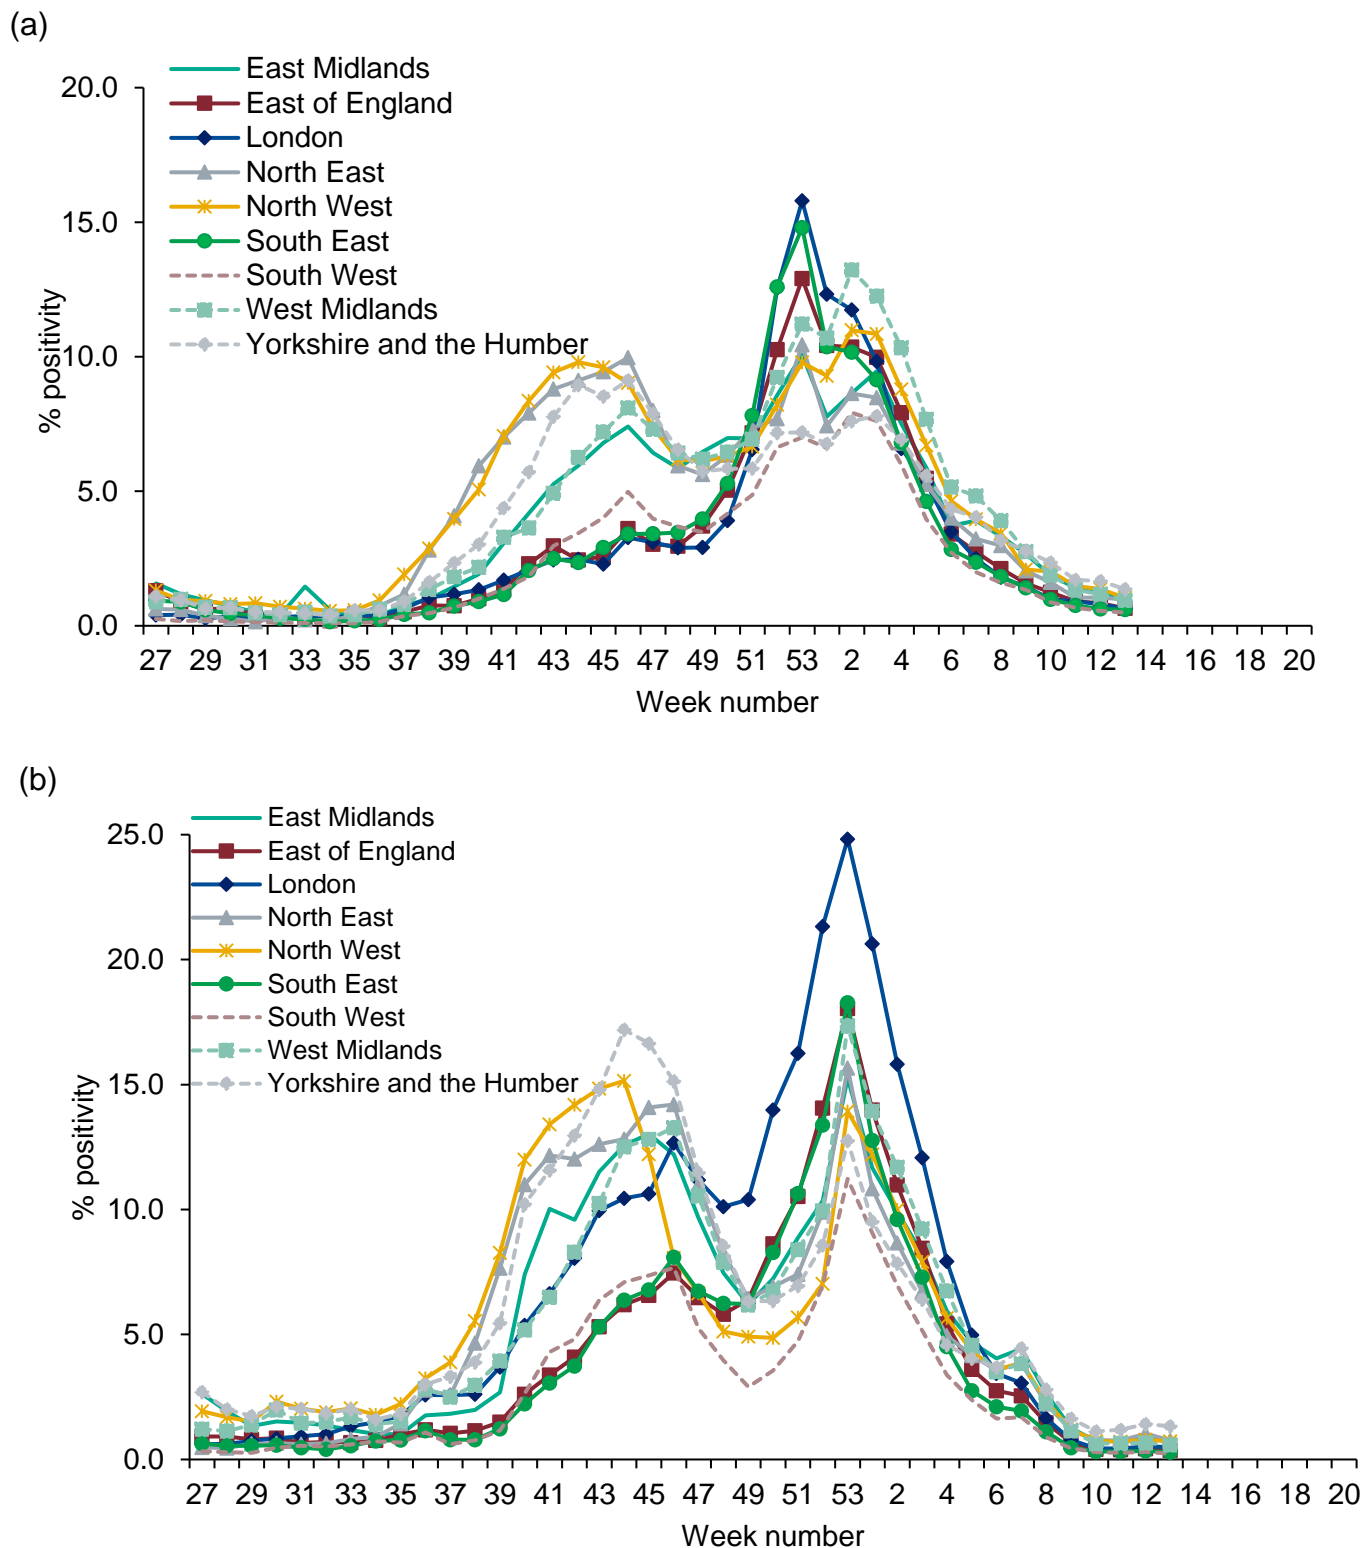 (a)
East Midlands
20.0
East of England
London
North East
North West
15.0
South East
South West
West Midlands
Yorkshire and the Humber
10.0
5.0
0.0
% positivity
27 29 31 33 35 37 39 41 43 45 47 49 51 53 2 4 6 8 10 12 14 16 18 20
Week number
(b)
East Midlands
25.0
East of England
London
North East
North West
20.0
South East
South West
West Midlands
Yorkshire and the Humber
15.0
10.0
5.0
0.0
% positivity
27 29 31 33 35 37 39 41 43 45 47 49 51 53 2 4 6 8 10 12 14 16 18 20
Week number